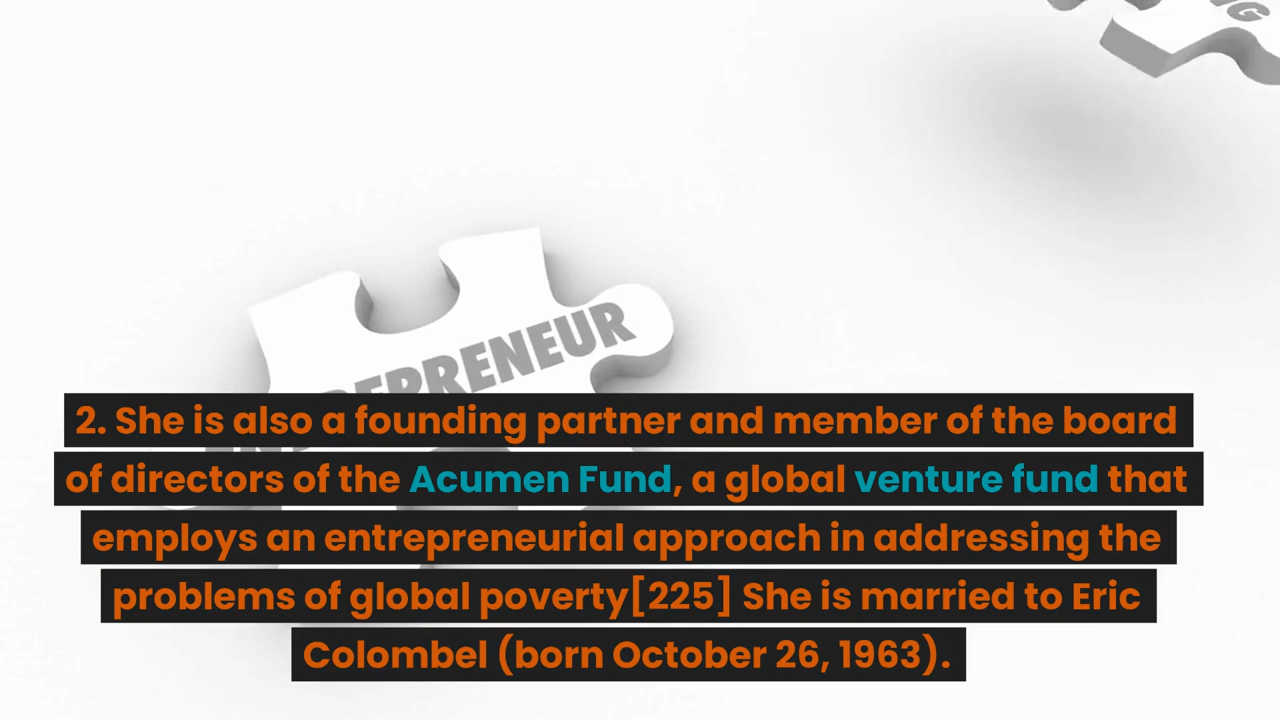 NG
ENTREPRENEUR
2. She is also a founding partner and member of the board
of directors of the Acumen Fund, a global venture fund that
employs an entrepreneurial approach in addressing the
problems of global poverty[225] She is married to Eric
Colombel (born October 26, 1963).